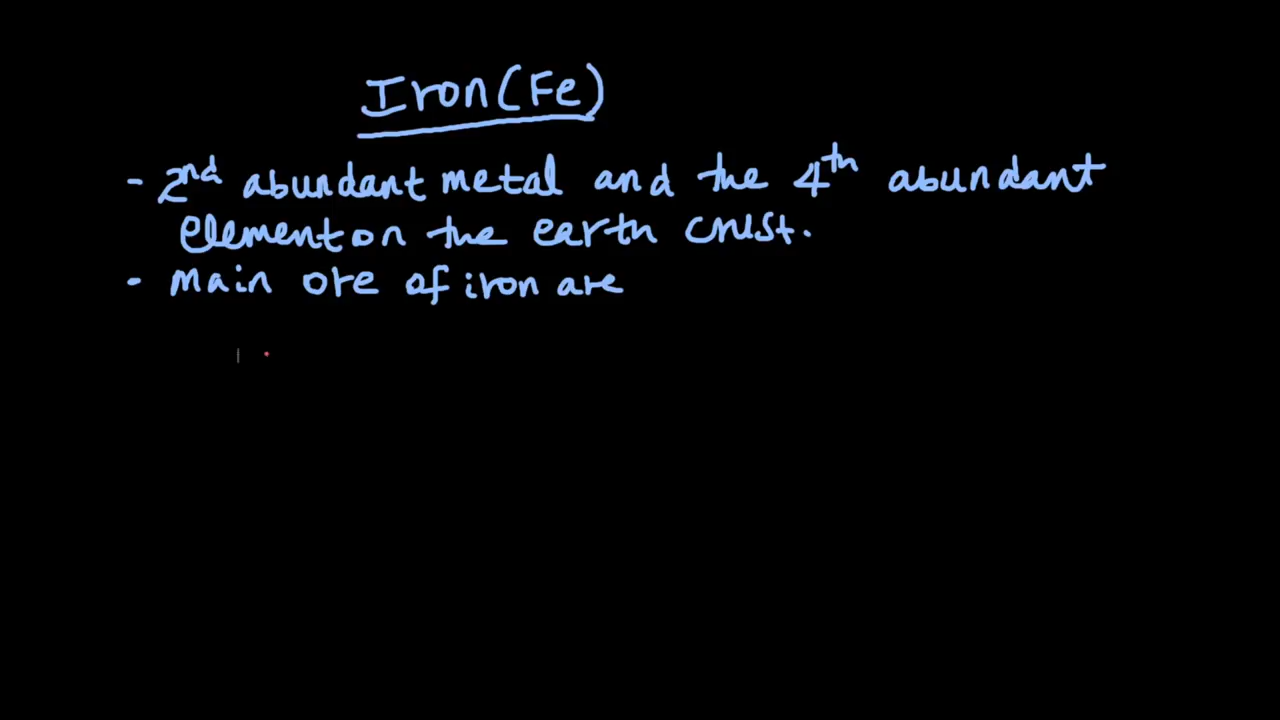 Iron(Fe)
- 2nd abundant metal and the 4th abundant
element on the earth crust.
- main ore of iron are